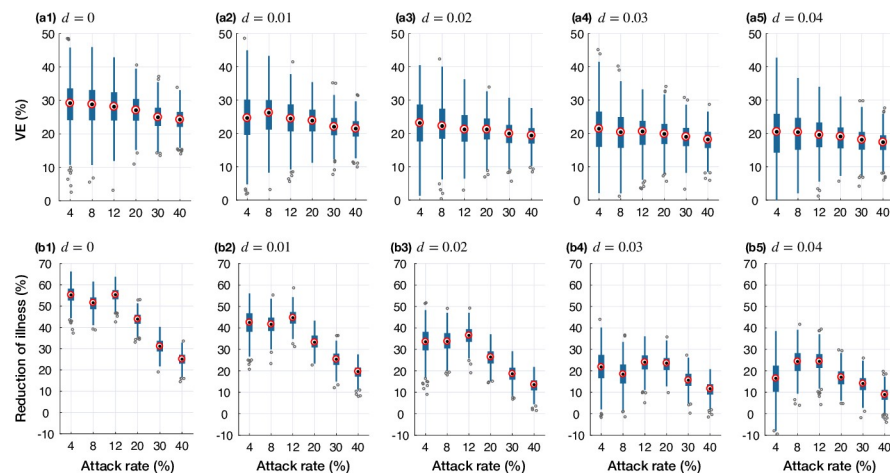 (a1) d = 0
(a2) d = 0.01
(a3) d = 0.02
(a4) d = 0.03
(a5) d = 0.04
50 50 50 50 50
40 40 40 40 40
30 30 30 30 30
20 20 20 20 20
10 10 10 10 10
0 0 0 0 0
VE (%)
4 8 12 20 30 40
4 8 12 20 30 40
4 8 12 20 30 40
4 8 12 20 30 40
4 8 12 20 30 40
(b1) d = 0
(b2) d = 0.01
(b3) d = 0.02
(b4) d = 0.03
(b5) d = 0.04
70 70 70 70 70
60 60 60 60 60
50 50 50 50 50
40 40 40 40 40
30 30 30 30 30
20 20 20 20 20
10 10 10 10 10
0 0 0 0 0
-10 -10 -10 -10 -10
Reduction of illness (%)
4 8 12 20 30 40
4 8 12 20 30 40
4 8 12 20 30 40
4 8 12 20 30 40
4 8 12 20 30 40
Attack rate (%)
Attack rate (%)
Attack rate (%)
Attack rate (%)
Attack rate (%)